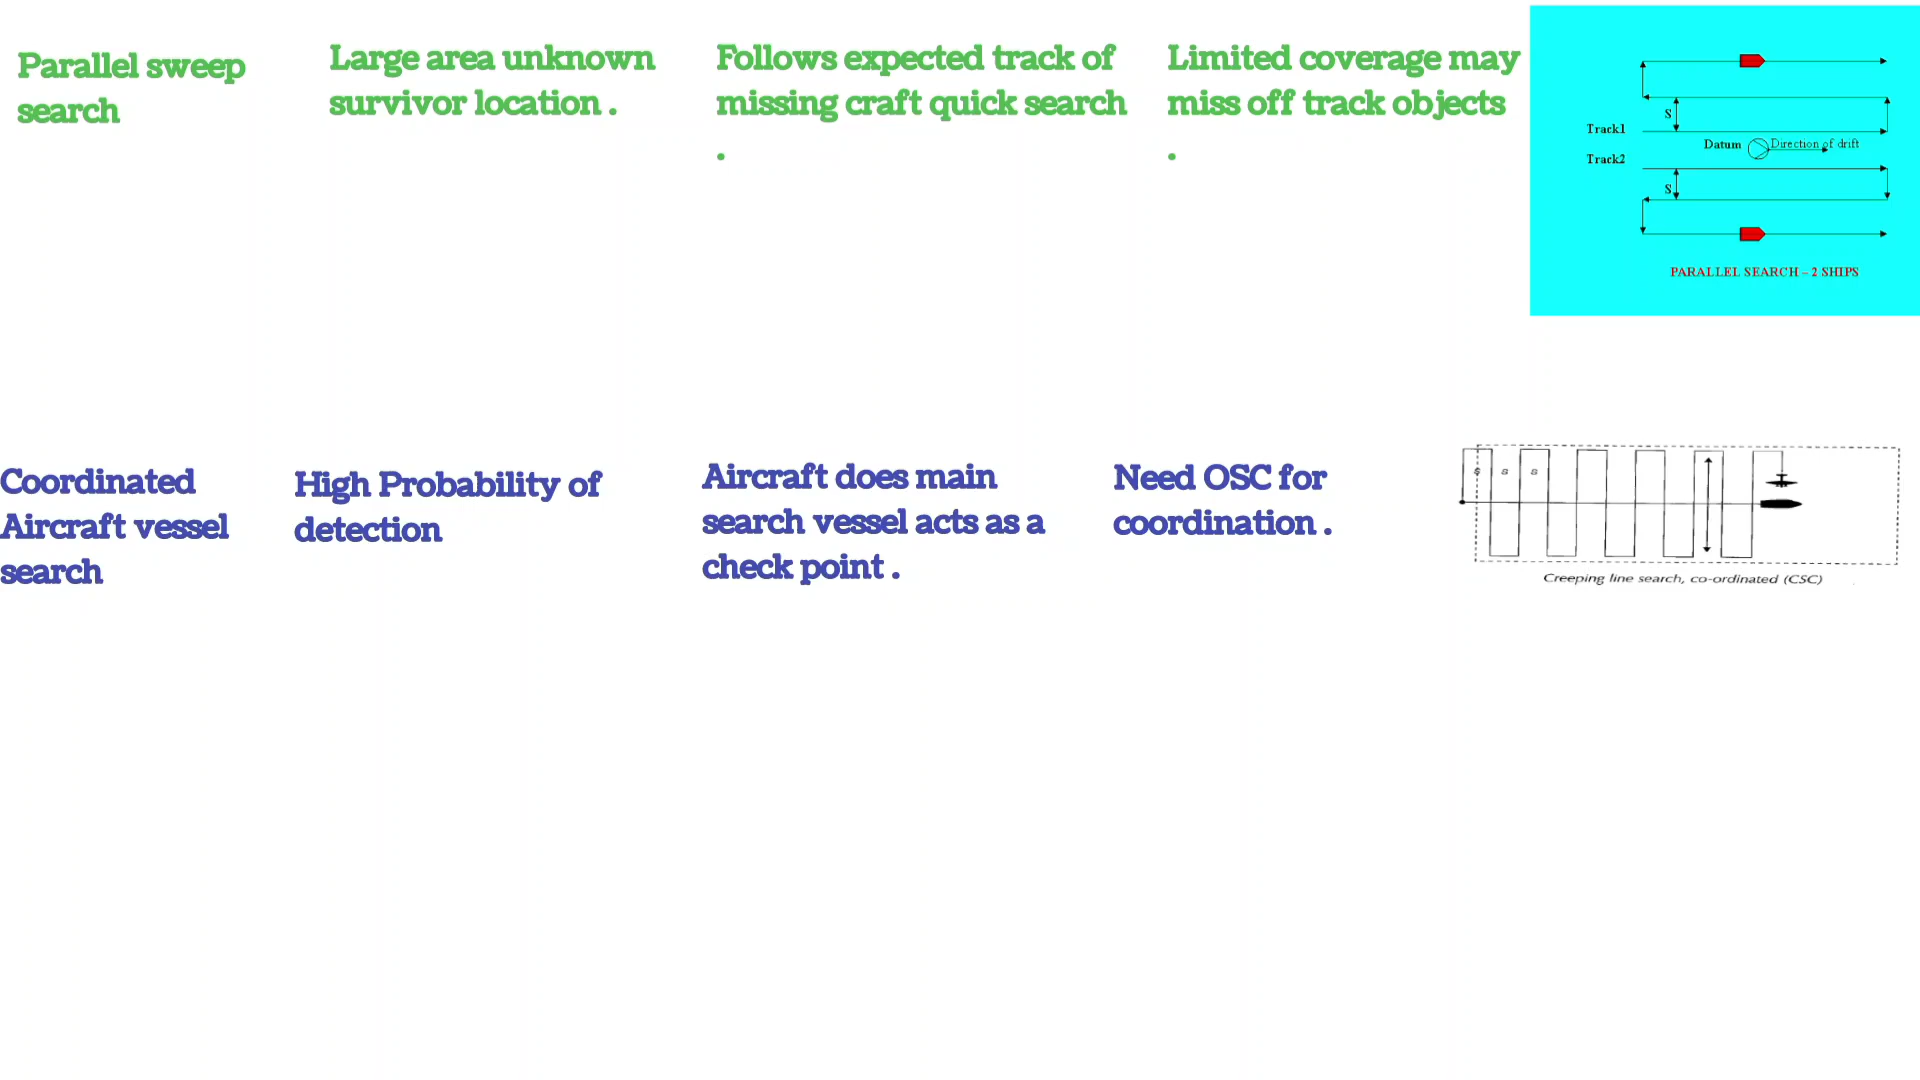 Parallel sweep
search
Large area unknown
survivor location .
Follows expected track of
missing craft quick search
.
Limited coverage may
miss off track objects
.
S
Track1
Datum Direction of drift
Track2
S
PARALLEL SEARCH – 2 SHIPS
Coordinated
Aircraft vessel
search
High Probability of
detection
Aircraft does main
search vessel acts as a
check point .
Need OSC for
coordination .
S S S
Creeping line search, co-ordinated (CSC)